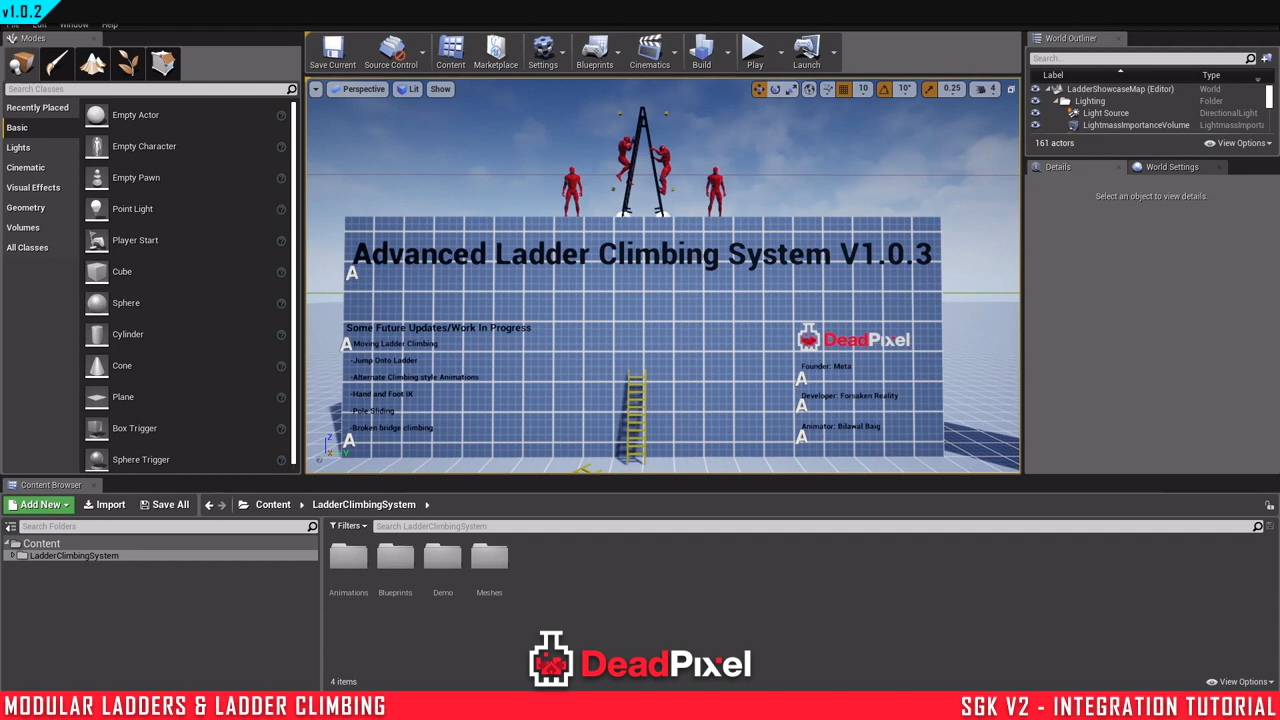 v1.0.2
File Edit Window Help
Modes
Search Classes
Recently Placed
Basic
Lights
Cinematic
Visual Effects
Geometry
Volumes
All Classes
Empty Actor
Empty Character
Empty Pawn
Point Light
Player Start
Cube
Sphere
Cylinder
Cone
Plane
Box Trigger
Sphere Trigger
Save Current
Source Control
Content
Marketplace
Settings
Blueprints
Cinematics
Build
Play
Launch
Perspective
Lit
Show
10
10°
0.25
4
Advanced Ladder Climbing System V1.0.3
A
Some Future Updates/Work In Progress
A
-Moving Ladder Climbing
-Jump Onto Ladder
-Alternate Climbing style Animations
-Hand and Foot IK
-Pole Sliding
-Broken bridge climbing
A
DeadPixel
Founder: Meta
A
Developer: Forsaken Reality
A
Animator: Bilawal Baig
A
Z
X
Y
World Outliner
Search...
Label Type
LadderShowcaseMap (Editor) World
Lighting Folder
Light Source DirectionalLight
LightmassImportanceVolume LightmassImporta
161 actors
View Options
Details
World Settings
Select an object to view details.
Content Browser
Add New
Import
Save All
Content
LadderClimbingSystem
Search Folders
Content
LadderClimbingSystem
Filters
Search LadderClimbingSystem
Animations
Blueprints
Demo
Meshes
4 items
View Options
DeadPixel
MODULAR LADDERS & LADDER CLIMBING
SGK V2 - INTEGRATION TUTORIAL